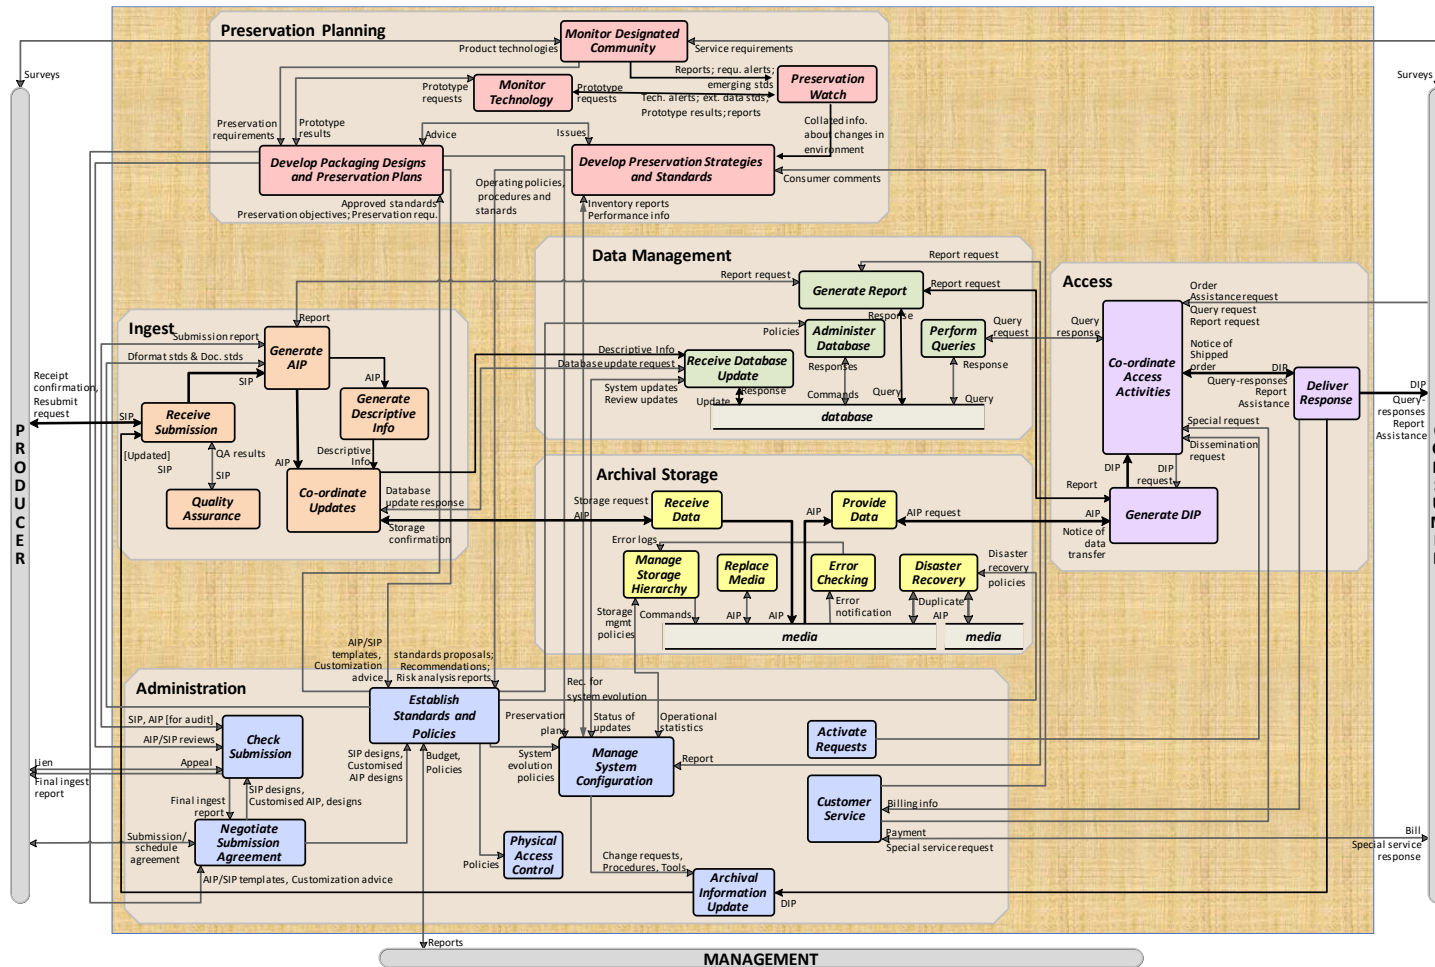 Preservation Planning
Monitor Designated
Community
Product technologies
Service requirements
Surveys
Surveys
Reports; requ. alerts;
emerging stds
Monitor
Technology
Prototype
requests
Prototype
requests
Tech. alerts; ext. data stds;
Prototype results; reports
Preservation
Watch
Collated info.
about changes in
environment
Preservation
requirements
Prototype
results
Advice
Issues
Develop Packaging Designs
and Preservation Plans
Develop Preservation Strategies
and Standards
Operating policies,
procedures and
stanards
Consumer comments
Approved standards
Preservation objectives; Preservation requ.
Inventory reports
Performance info
Data Management
Report request
Report request
Report request
Generate Report
Response
Policies
Administer
Database
Perform
Queries
Query
request
Query
response
Descriptive Info
Database update request
Receive Database
Update
System updates
Review updates
Responses
Response
Response
Update
Commands
Query
Query
database
Access
Order
Assistance request
Query request
Report request
Co-ordinate
Access
Activities
Notice of
Shipped
order
DIP
Query-responses
Report
Assistance
Deliver
Response
DIP
Query-
responses
Report
Assistance
Special request
Dissemination
request
DIP
DIP
request
Report
Generate DIP
Notice of
data
transfer
Ingest
Report
Submission report
Dformat stds & Doc. stds
Generate
AIP
SIP
AIP
Generate
Descriptive
Info
Receipt
confirmation,
Resubmit
request
SIP
Receive
Submission
[Updated]
SIP
QA results
SIP
Quality
Assurance
AIP
Descriptive
Info
Co-ordinate
Updates
Database
update response
AIP
Storage
confirmation
Archival Storage
Storage request
AIP
Receive
Data
AIP
Provide
Data
AIP request
AIP
Error logs
Manage
Storage
Hierarchy
Replace
Media
Error
Checking
Disaster
Recovery
Disaster
recovery
policies
Storage
mgmt
policies
Commands
AIP
AIP
Error
notification
Duplicate
AIP
media
media
AIP/SIP
templates,
Customization
advice
standards proposals;
Recommendations;
Risk analysis reports
Rec. for
system evolution
Administration
Establish
Standards and
Policies
SIP, AIP [for audit]
AIP/SIP reviews
Check
Submission
Lien
Appeal
Final ingest
report
SIP designs,
Customised
AIP designs
Budget,
Policies
Preservation
plans
Status of
updates
Operational
statistics
System
evolution
policies
Manage
System
Configuration
Report
Activate
Requests
SIP designs,
Customised AIP, designs
Final ingest
report
Negotiate
Submission
Agreement
Submission/
schedule
agreement
AIP/SIP templates, Customization advice
Policies
Physical
Access
Control
Change requests,
Procedures, Tools
Archival
Information
Update
DIP
Customer
Service
Billing info
Payment
Special service request
Bill
Special service
response
Reports
PRODUCER
MANAGEMENT